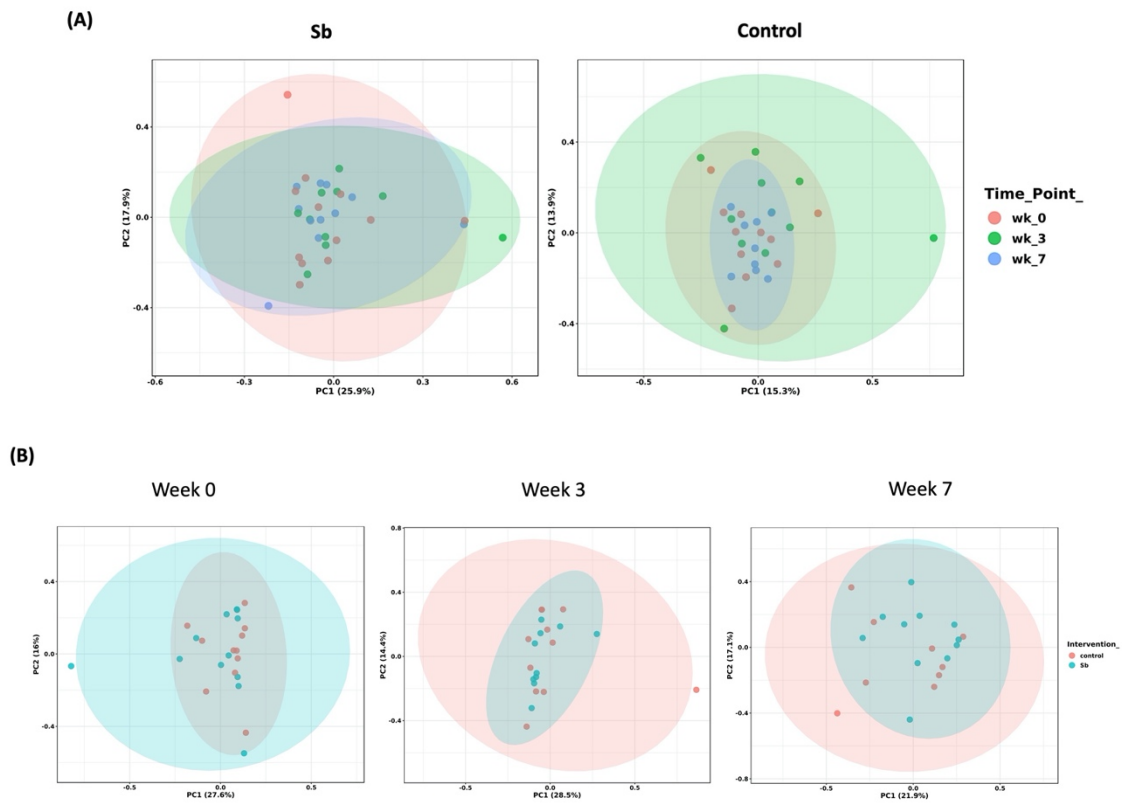 (A)
Sb
Control
PC2 (17.9%)
0.4
0.0
-0.4
-0.6
-0.3
0.0
0.3
0.6
PC1 (25.9%)
PC2 (13.9%)
0.4
0.0
-0.4
-0.5
0.0
0.5
PC1 (15.3%)
Time_Point_
wk_0
wk_3
wk_7
(B)
Week 0
Week 3
Week 7
PC2 (16%)
0.4
0.0
-0.4
-0.5
0.0
0.5
PC1 (27.6%)
PC2 (14.4%)
0.8
0.4
0.0
-0.4
-0.5
0.0
0.5
PC1 (28.5%)
PC2 (17.1%)
0.4
0.0
-0.4
-0.8
-0.5
0.0
0.5
PC1 (21.9%)
Intervention_
control
Sb